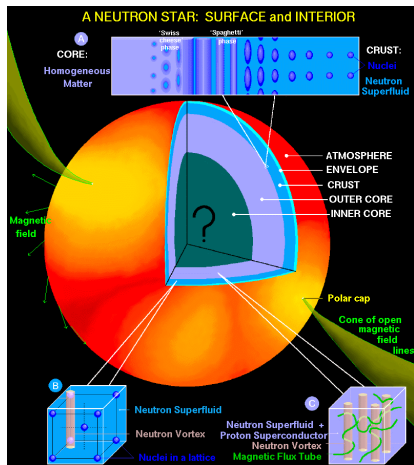 A NEUTRON STAR: SURFACE and INTERIOR
'Swiss cheese' phase
'Spaghetti' phase
A
CORE:
Homogeneous
Matter
CRUST:
Nuclei
Neutron
Superfluid
ATMOSPHERE
ENVELOPE
CRUST
OUTER CORE
INNER CORE
?
Magnetic
field
Polar cap
Cone of open
magnetic
field
lines
B
Neutron Superfluid
Neutron Vortex
Nuclei in a lattice
C
Neutron Superfluid +
Proton Superconductor
Neutron Vortex
Magnetic Flux Tube